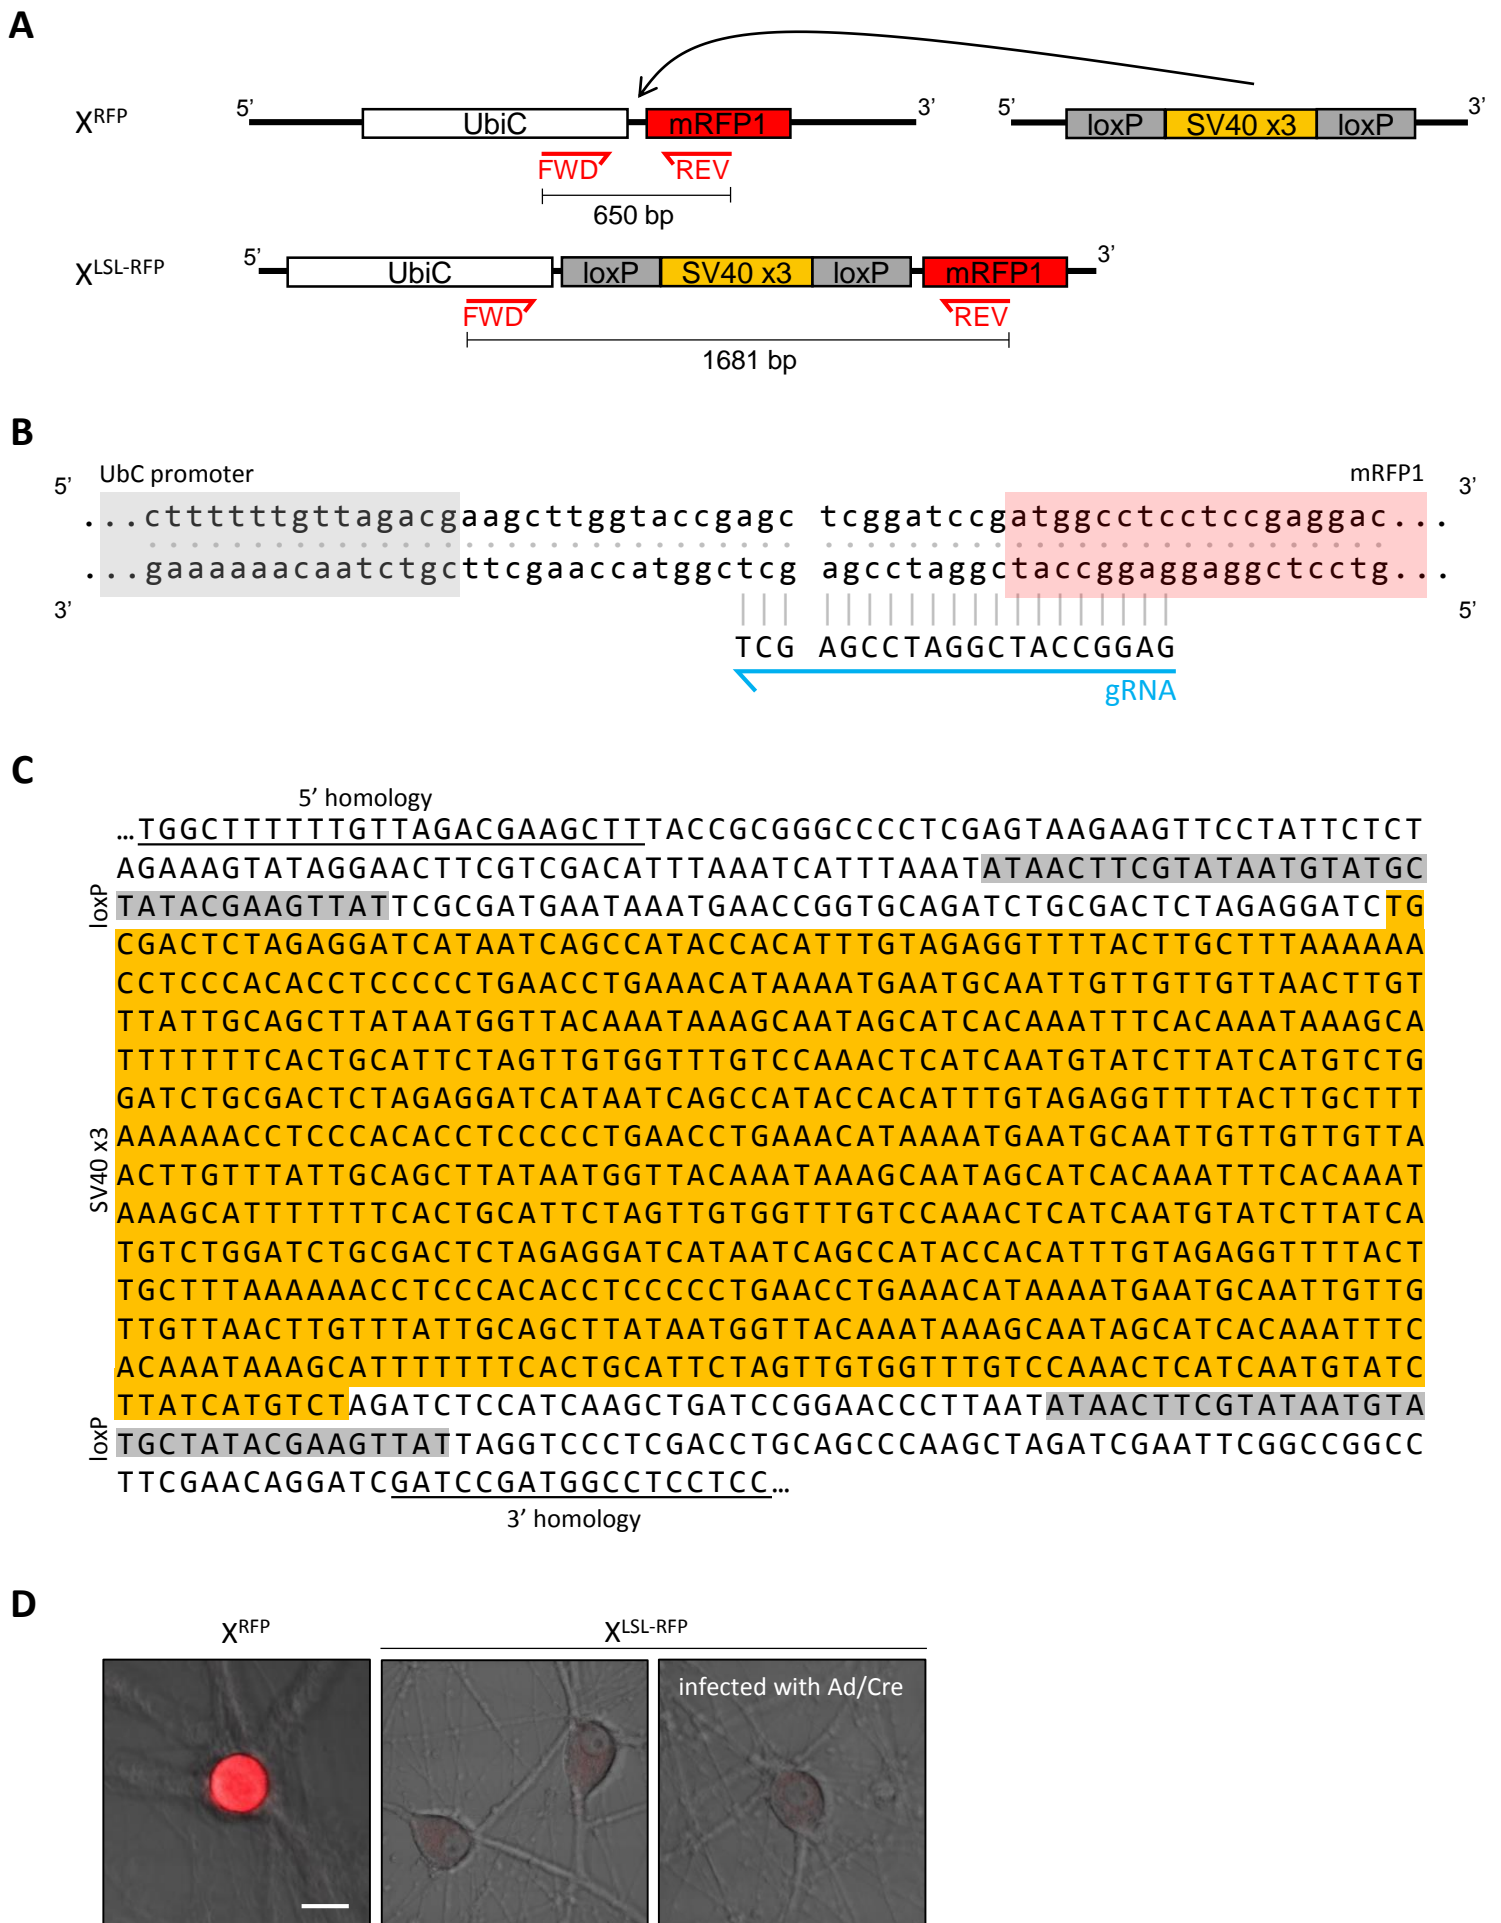 A
5’ 3’ 5’ 3’
X^RFP UbiC mRFP1 loxP SV40 x3 loxP
FWD REV
650 bp
5’ 3’
X^LSL-RFP UbiC loxP SV40 x3 loxP mRFP1
FWD REV
1681 bp
B
UbC promoter mRFP1
5’ 3’
...cttttttgttagacgaagcttggtaccgagc tcggatccgatggcctcctccgaggac...
...gaaaaaacaatctgcttcgaaccatggctcg agcctaggctaccggaggaggctcctg...
3’ 5’
TCG AGCCTAGGCTACCGGAG
gRNA
C
5’ homology
...TGGCTTTTTTGTTAGACGAAGCTTTACCGCGGGCCCCTCGAGTAAGAAGTTCCTATTCTCT
AGAAAGTATAGGAACTTCGTCGACATTTAAATCATTTAAATATAACTTCGTATAATGTATGC
loxP TATACGAAGTTATTCGCGATGAATAAATGAACCGGTGCAGATCTGCGACTCTAGAGGATCTG
CGACTCTAGAGGATCATAATCAGCCATACCACATTTGTAGAGGTTTTACTTGCTTTAAAAAA
CCTCCCACACCTCCCCCTGAACCTGAAACATAAAATGAATGCAATTGTTGTTGTTAACTTGT
TTATTGCAGCTTATAATGGTTACAAATAAAGCAATAGCATCACAAATTTCACAAATAAAGCA
TTTTTTTCACTGCATTCTAGTTGTGGTTTGTCCAAACTCATCAATGTATCTTATCATGTCTG
GATCTGCGACTCTAGAGGATCATAATCAGCCATACCACATTTGTAGAGGTTTTACTTGCTTT
SV40 x3 AAAAAACCTCCCACACCTCCCCCTGAACCTGAAACATAAAATGAATGCAATTGTTGTTGTTA
ACTTGTTTATTGCAGCTTATAATGGTTACAAATAAAGCAATAGCATCACAAATTTCACAAAT
AAAGCATTTTTTTCACTGCATTCTAGTTGTGGTTTGTCCAAACTCATCAATGTATCTTATCA
TGTCTGGATCTGCGACTCTAGAGGATCATAATCAGCCATACCACATTTGTAGAGGTTTTACT
TGCTTTAAAAAACCTCCCACACCTCCCCCTGAACCTGAAACATAAAATGAATGCAATTGTTG
TTGTTAACTTGTTTATTGCAGCTTATAATGGTTACAAATAAAGCAATAGCATCACAAATTTC
ACAAATAAAGCATTTTTTTCACTGCATTCTAGTTGTGGTTTGTCCAAACTCATCAATGTATC
TTATCATGTCTAGATCTCCATCAAGCTGATCCGGAACCCTTAATATAACTTCGTATAATGTA
loxP TGCTATACGAAGTTATTAGGTCCCTCGACCTGCAGCCCAAGCTAGATCGAATTCGGCCGGCC
TTCGAACAGGATCGATCCGATGGCCTCCTCC...
3’ homology
D
X^RFP X^LSL-RFP
infected with Ad/Cre